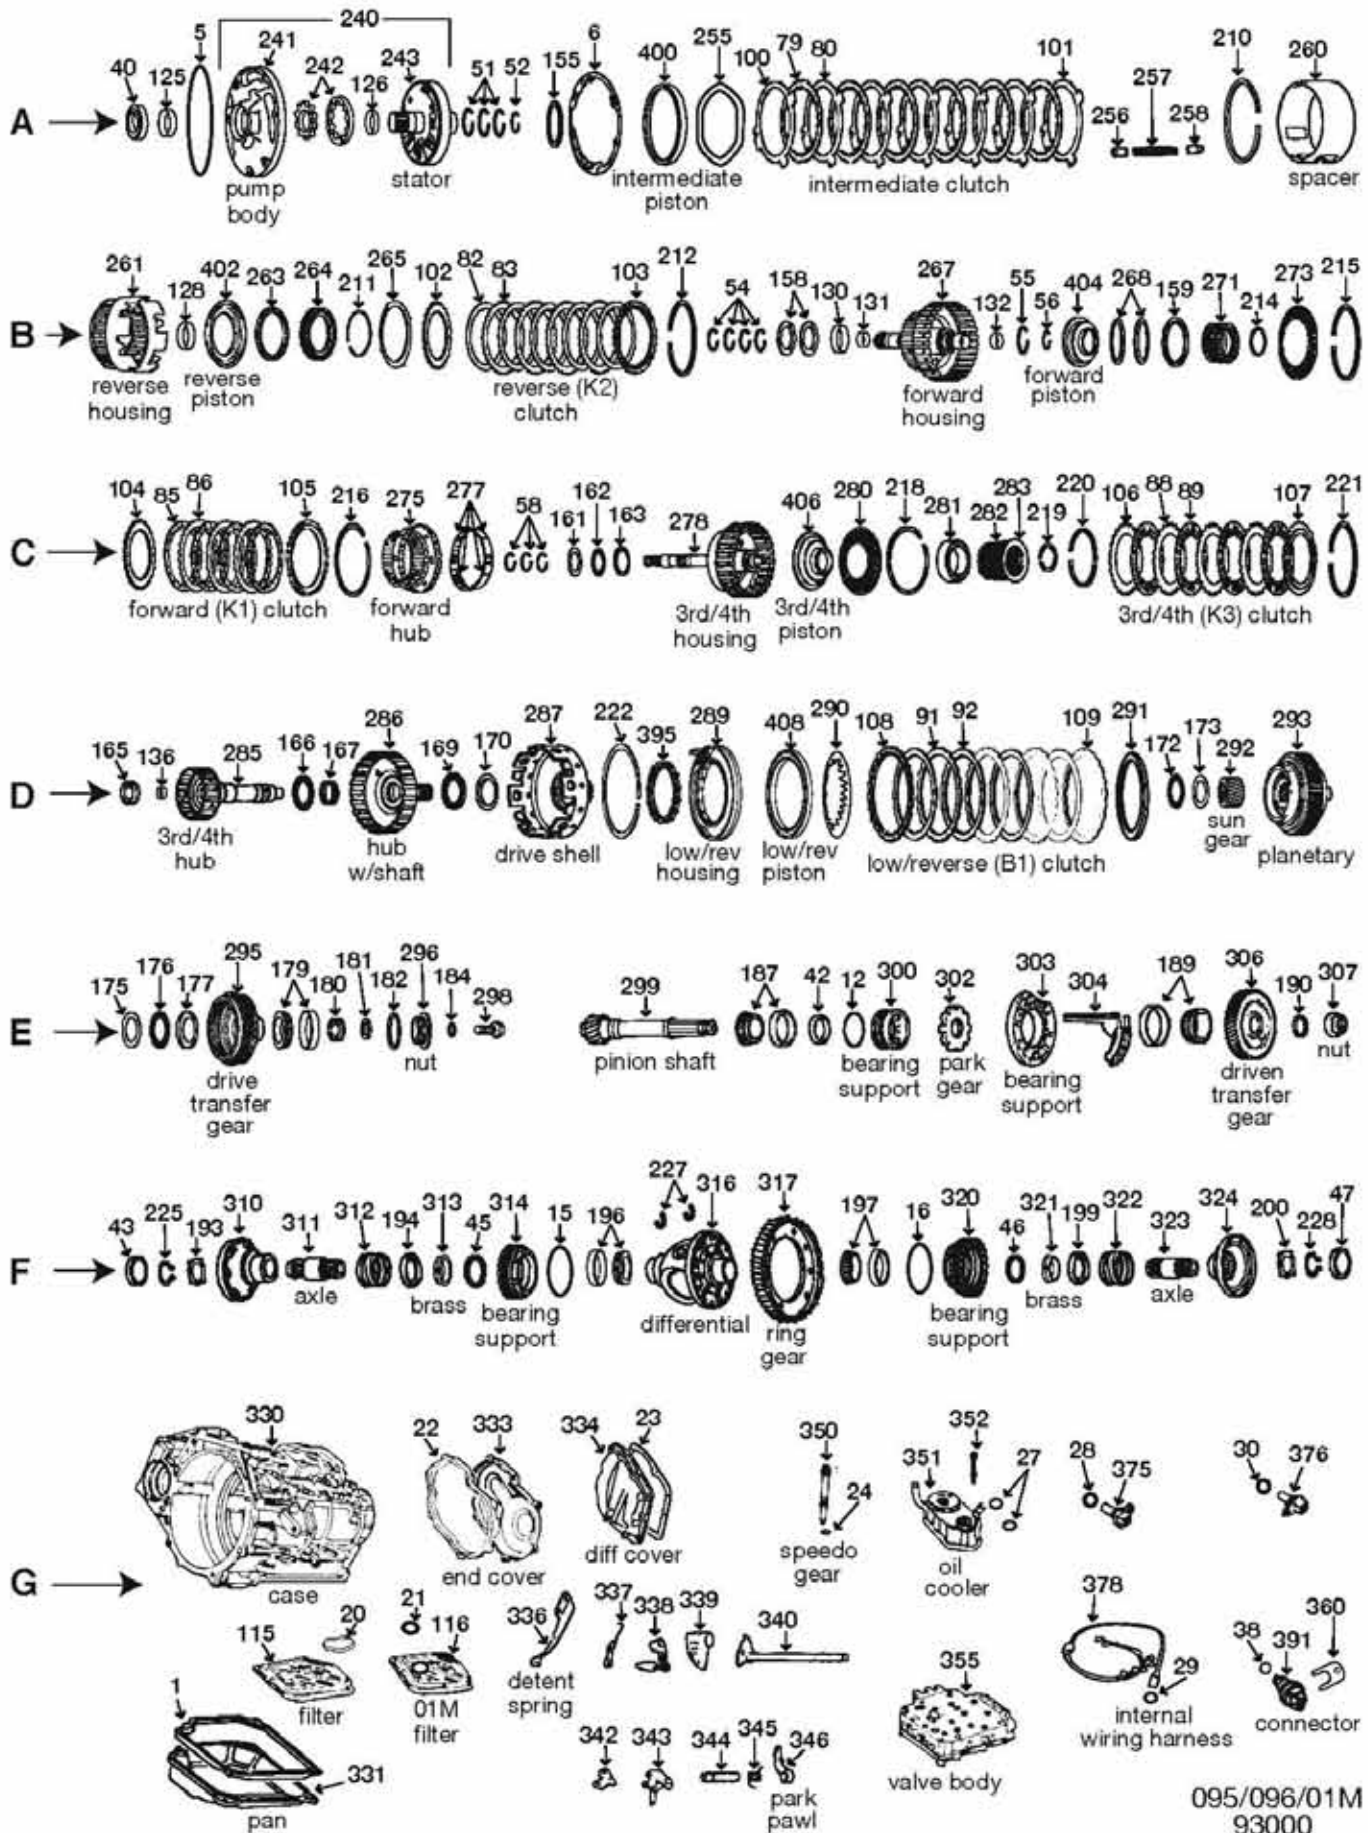 240
5 241 243 6 400 255 79 80 101 210 260
40 125 242 126 51 52 155 100 257
A 256 258
pump body
stator
intermediate piston
intermediate clutch
spacer
261 402 263 264 265 102 82 83 103 212 267 55 404 268 271 273 215
128 211 54 158 130 131 132 56 159 214
B
reverse housing
reverse piston
reverse (K2) clutch
forward housing
forward piston
104 85 86 105 216 275 277 58 162 406 280 218 281 283 220 106 88 89 107 221
161 163 278 282 219
C
forward (K1) clutch
forward hub
3rd/4th housing
3rd/4th piston
3rd/4th (K3) clutch
286 287 222 289 290 91 92 109 291 293
165 136 285 166 167 169 170 395 408 108 172 173 292
D
3rd/4th hub
hub w/shaft
drive shell
low/rev housing
low/rev piston
low/reverse (B1) clutch
sun gear
planetary
175 176 177 295 179 180 181 182 296 184 298 299 187 42 12 300 302 303 304 189 306 190 307
E
drive transfer gear
nut
pinion shaft
bearing support
park gear
bearing support
driven transfer gear
nut
43 225 193 310 311 312 194 313 45 314 15 196 227 316 317 197 16 320 46 321 199 322 323 324 200 228 47
F
axle
brass
bearing support
differential
ring gear
bearing support
brass
axle
330 22 333 334 23 350 24 351 352 27 28 375 30 376
G
case
end cover
diff cover
speedo gear
oil cooler
115 20 21 116 336 337 338 339 340 355 378 29 38 391 360
filter
01M filter
detent spring
internal wiring harness
connector
1 331 342 343 344 345 346
pan
park pawl
valve body
095/096/01M
93000